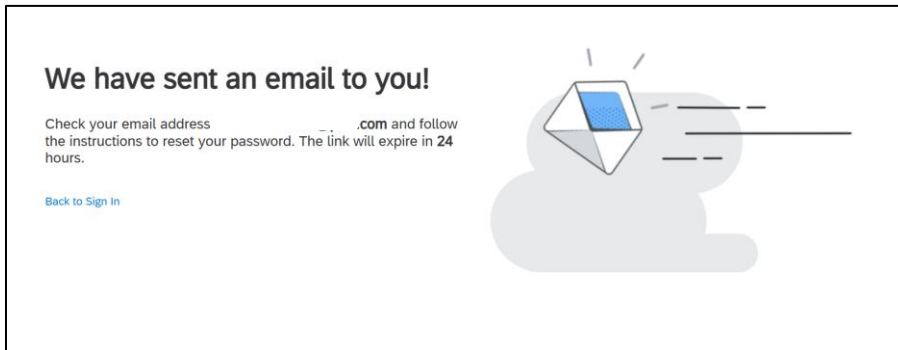 We have sent an email to you!
Check your email address .com and follow
the instructions to reset your password. The link will expire in 24
hours.
Back to Sign In